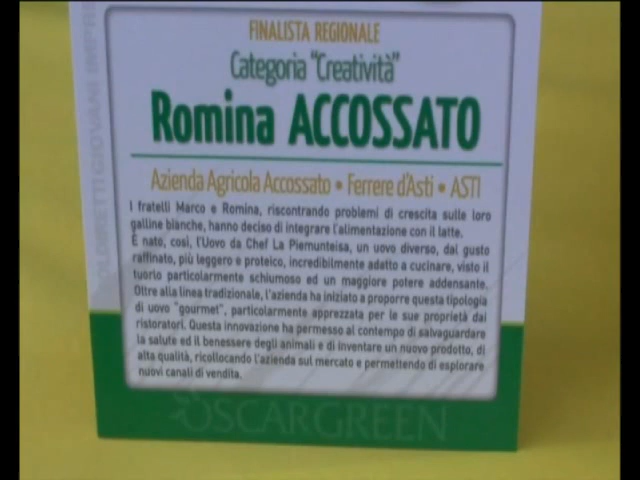 FINALISTA REGIONALE
Categoria "Creatività"
Romina ACCOSSATO
Azienda Agricola Accossato • Ferrere d'Asti • ASTI
I fratelli Marco e Romina, riscontrando problemi di crescita sulle loro
galline bianche, hanno deciso di integrare l'alimentazione con il latte.
È nato, così, l'Uovo da Chef La Piemunteisa, un uovo diverso, dal gusto
raffinato, più leggero e proteico, incredibilmente adatto a cucinare, visto il
tuorlo particolarmente schiumoso ed un maggiore potere addensante.
Oltre alla linea tradizionale, l'azienda ha iniziato a proporre questa tipologia
di uovo "gourmet", particolarmente apprezzata per le sue proprietà dai
ristoratori. Questa innovazione ha permesso al contempo di salvaguardare
la salute ed il benessere degli animali e di inventare un nuovo prodotto, di
alta qualità, ricollocando l'azienda sul mercato e permettendo di esplorare
nuovi canali di vendita.
OSCARGREEN
GIOVANI IMPRE